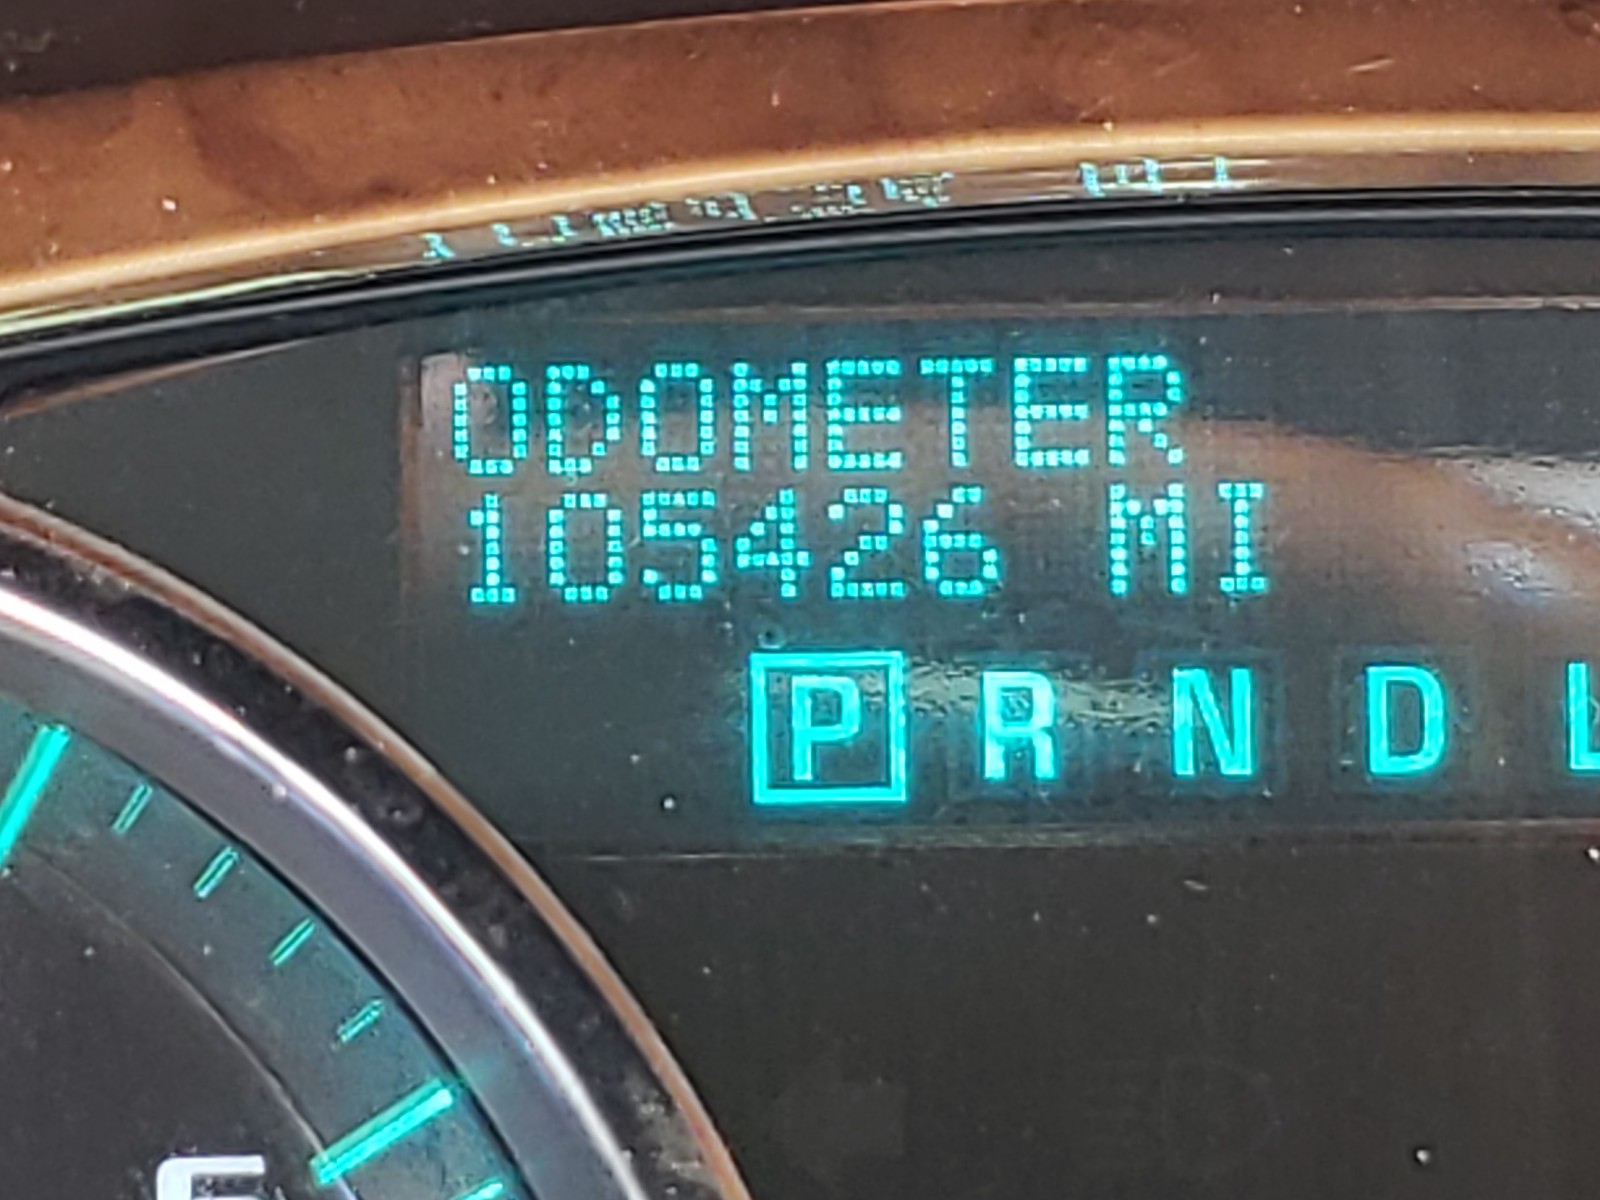 ODOMETER
105426 MI
P R N D L